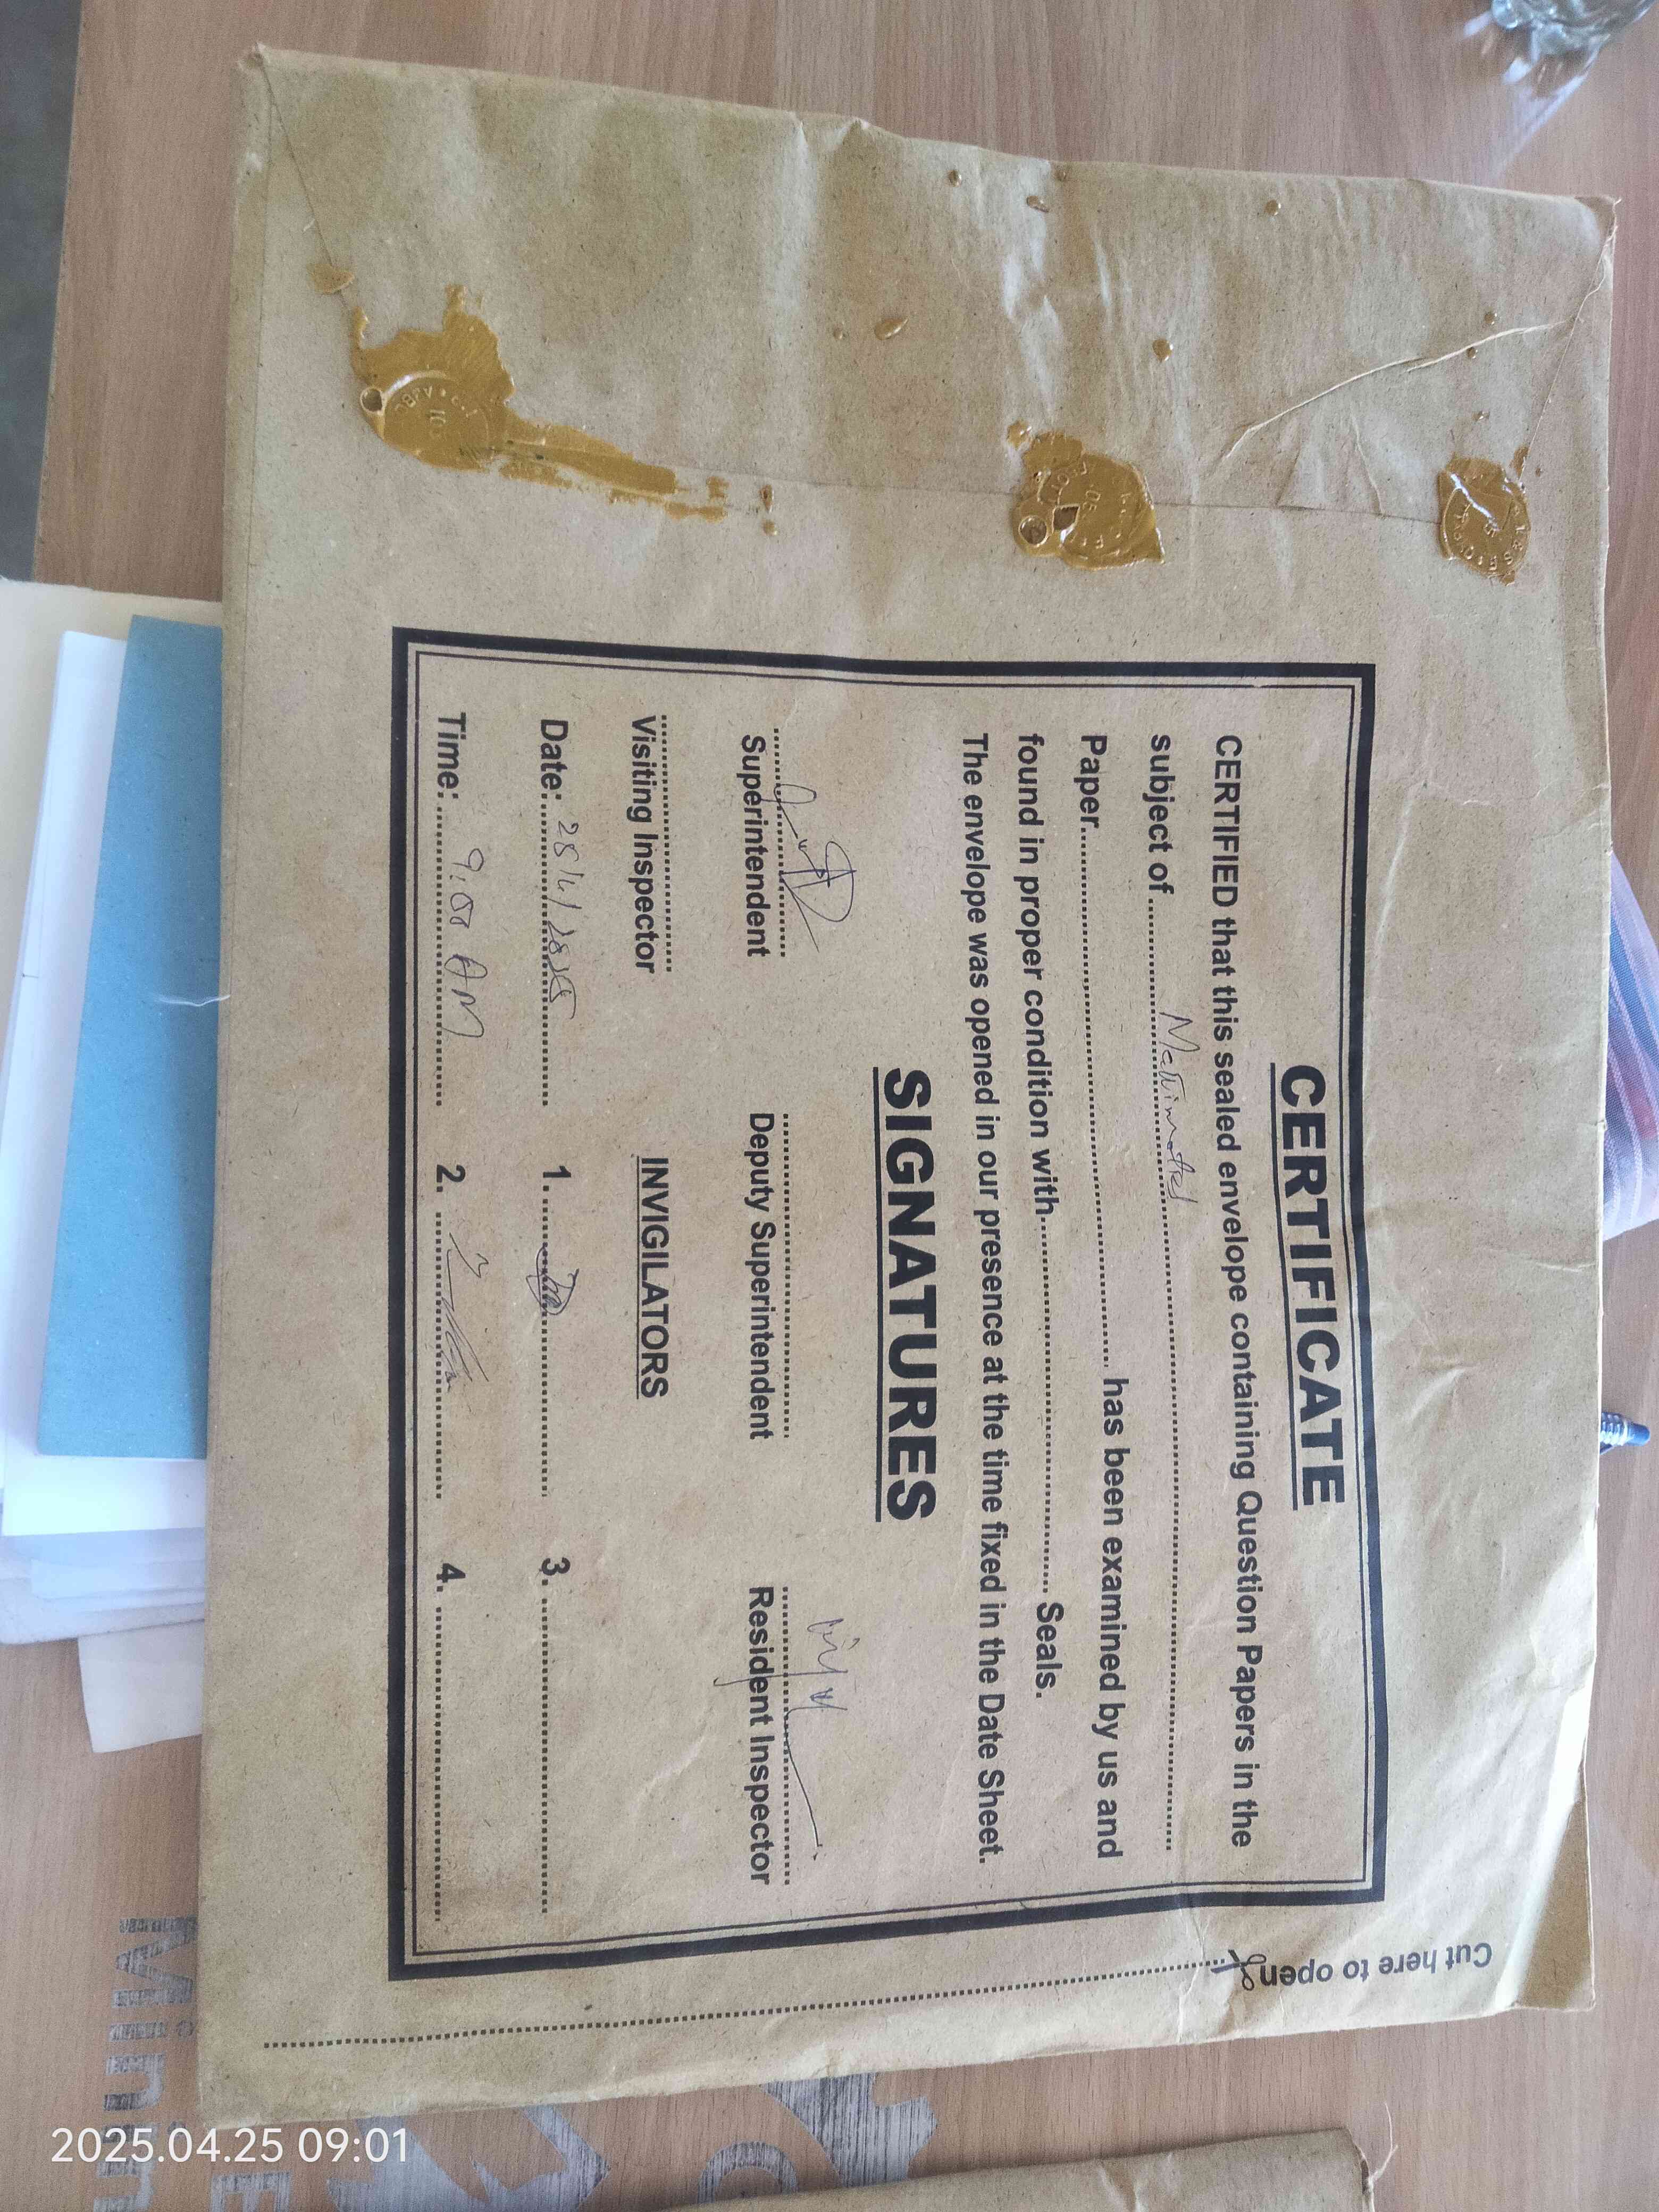 CERTIFICATE
CERTIFIED that this sealed envelope containing Question Papers in the
subject of ........................
Paper........................ has been examined by us and
found in proper condition with........................ Seals.
The envelope was opened in our presence at the time fixed in the Date Sheet.
SIGNATURES
Superintendent Deputy Superintendent Resident Inspector
Visiting Inspector
INVIGILATORS
Date: 25/4/2025 1. 3.
Time: 9:00 AM 2. 4.
Cut here to open
2025.04.25 09:01